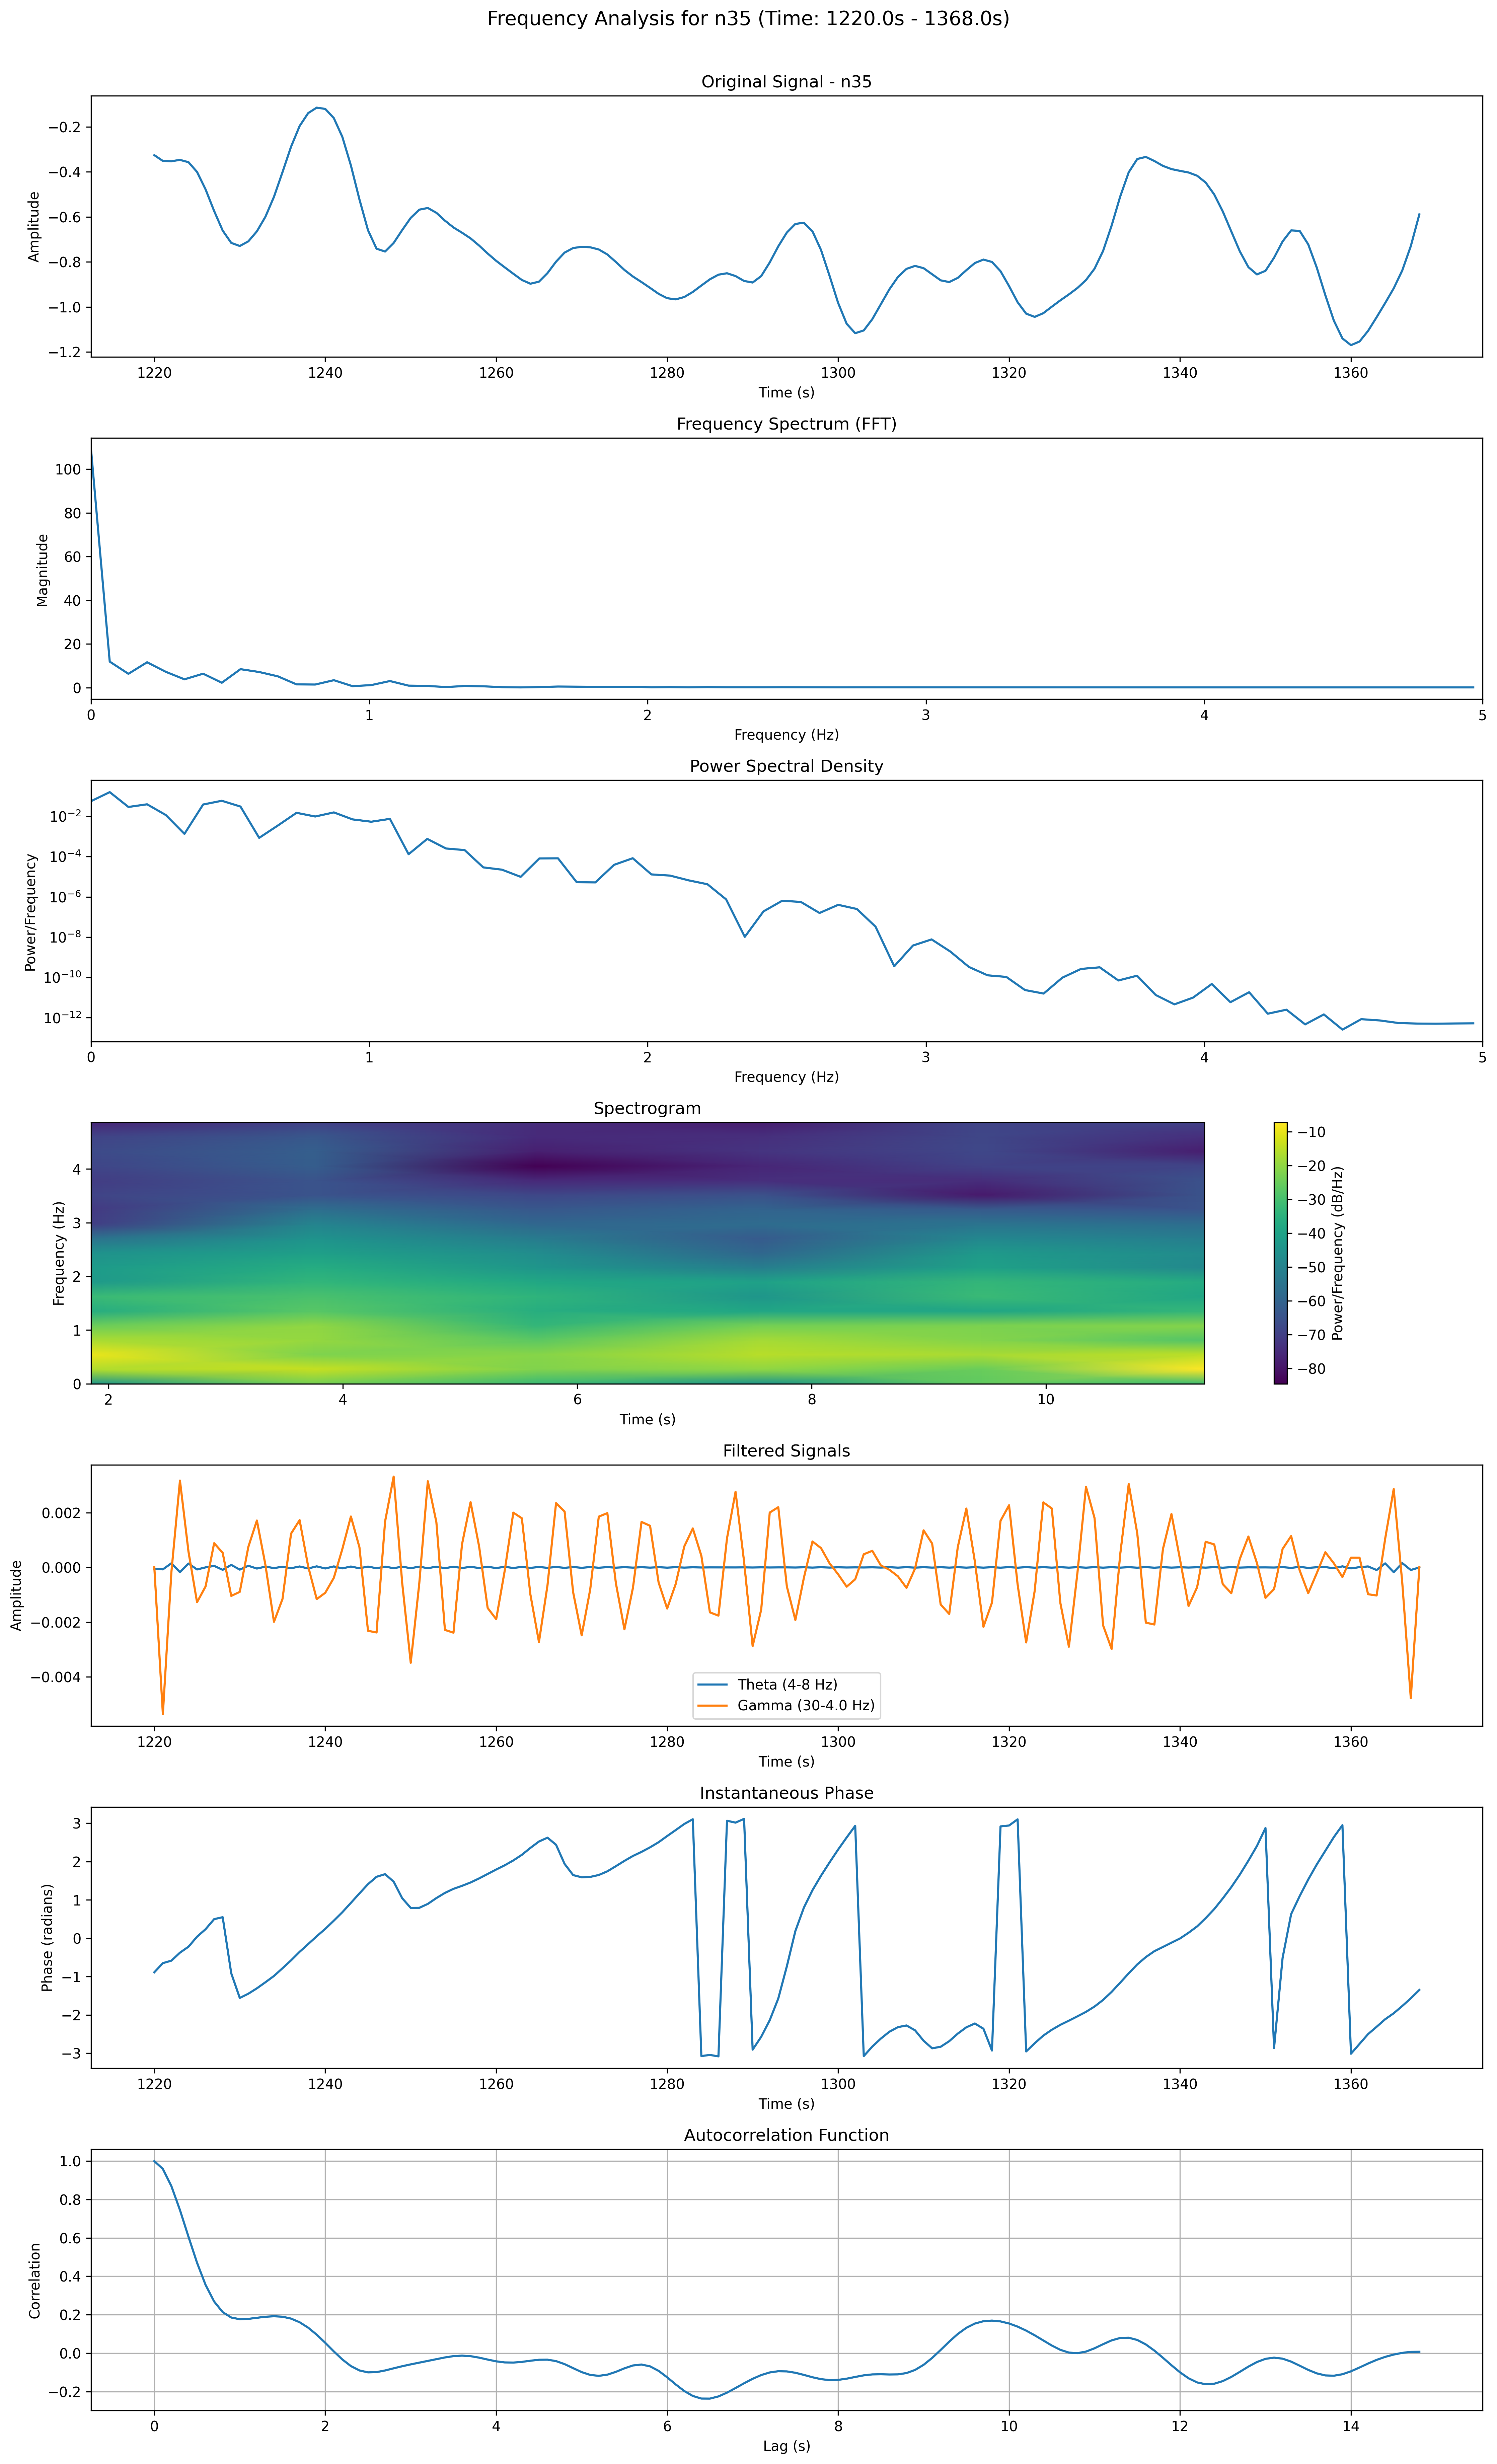 Frequency Analysis for n35 (Time: 1220.0s - 1368.0s)
Original Signal - n35
Amplitude
−0.2
−0.4
−0.6
−0.8
−1.0
−1.2
1220 1240 1260 1280 1300 1320 1340 1360
Time (s)
Frequency Spectrum (FFT)
Magnitude
100
80
60
40
20
0
0 1 2 3 4 5
Frequency (Hz)
Power Spectral Density
Power/Frequency
10⁻²
10⁻⁴
10⁻⁶
10⁻⁸
10⁻¹⁰
10⁻¹²
0 1 2 3 4 5
Frequency (Hz)
Spectrogram
Frequency (Hz)
4
3
2
1
0
2 4 6 8 10
Time (s)
−10
−20
−30
−40
−50
−60
−70
−80
Power/Frequency (dB/Hz)
Filtered Signals
Amplitude
0.002
0.000
−0.002
−0.004
Theta (4-8 Hz)
Gamma (30-4.0 Hz)
1220 1240 1260 1280 1300 1320 1340 1360
Time (s)
Instantaneous Phase
Phase (radians)
3
2
1
0
−1
−2
−3
1220 1240 1260 1280 1300 1320 1340 1360
Time (s)
Autocorrelation Function
Correlation
1.0
0.8
0.6
0.4
0.2
0.0
−0.2
0 2 4 6 8 10 12 14
Lag (s)